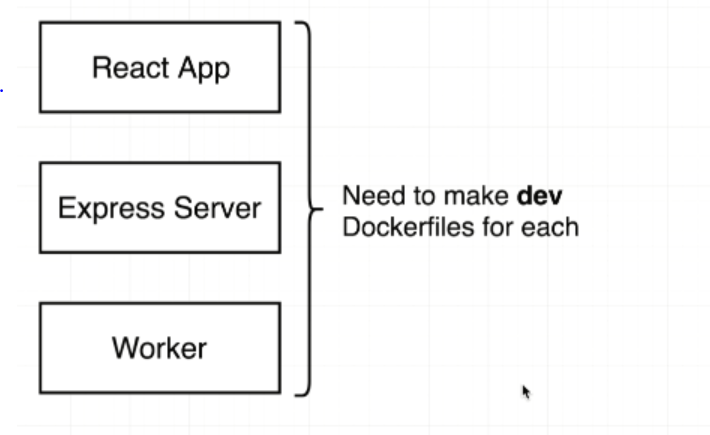 React App
Express Server
Need to make dev
Dockerfiles for each
Worker